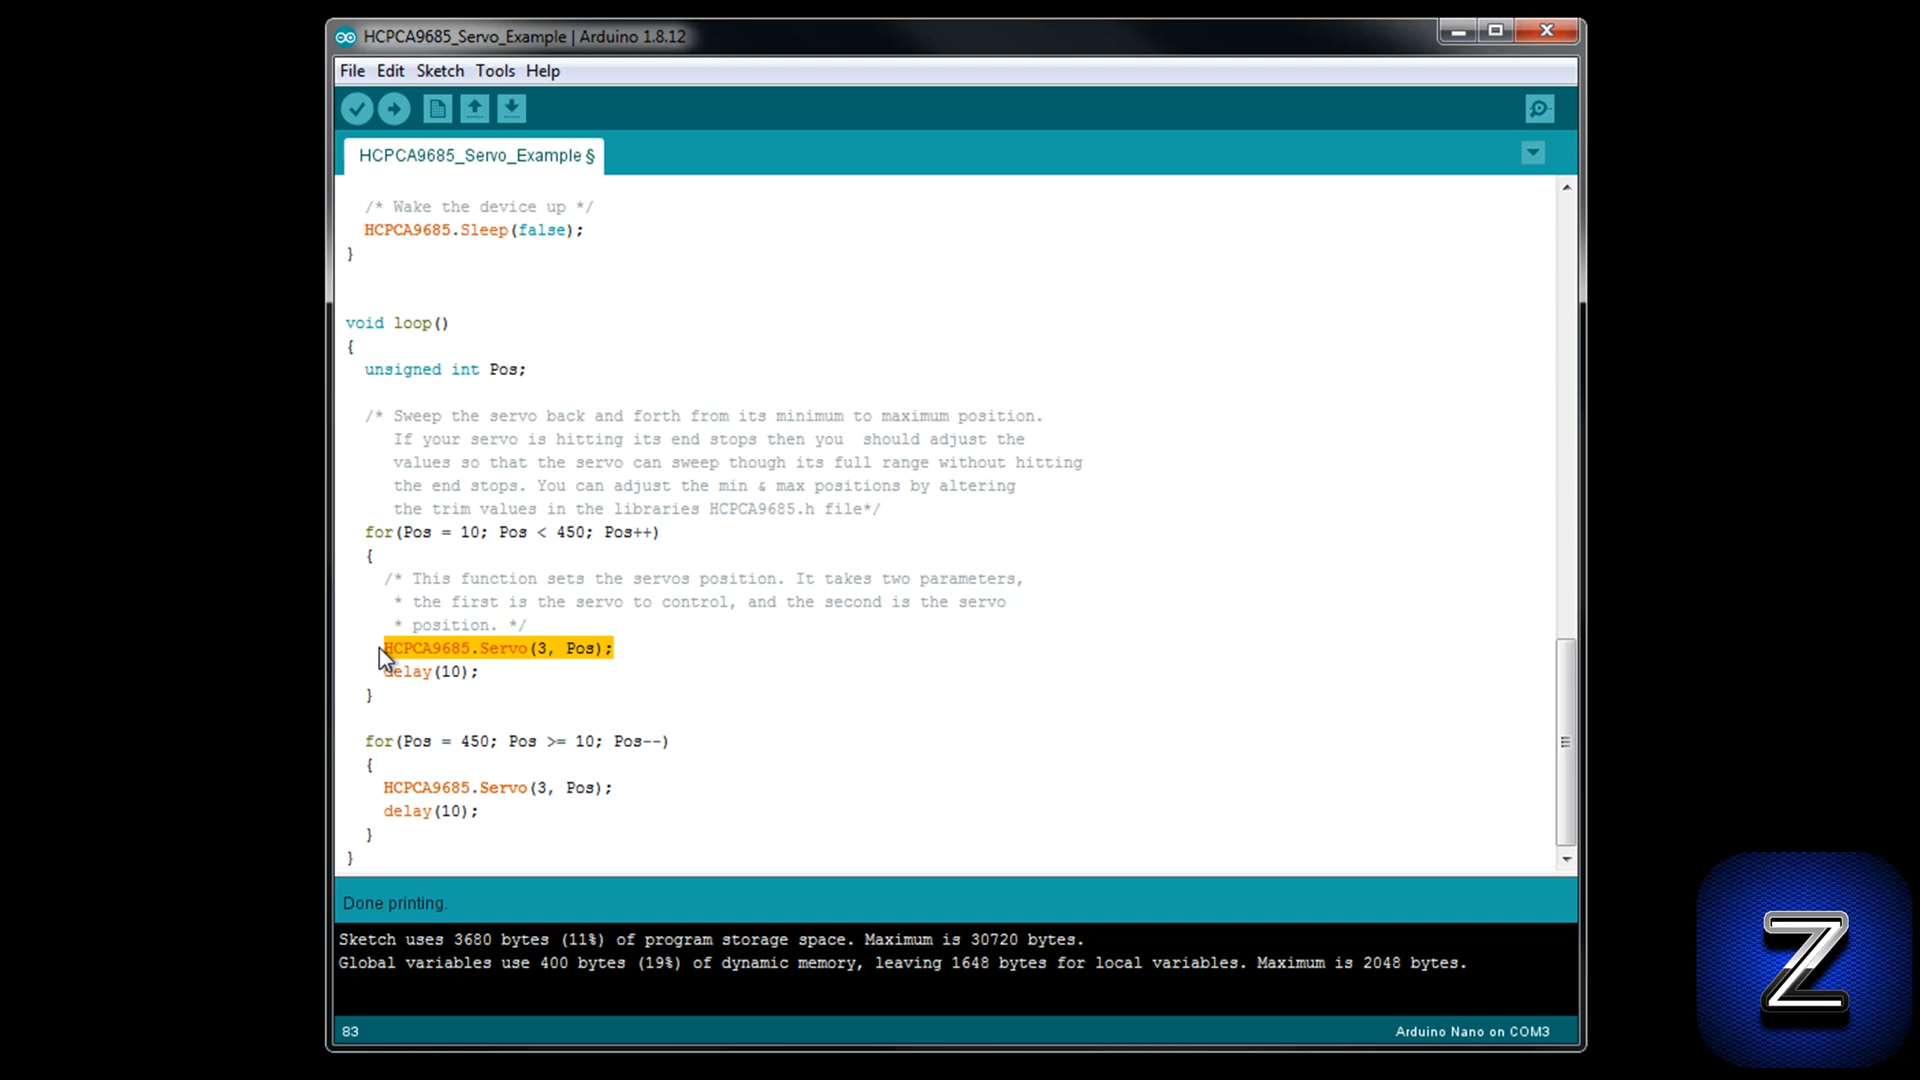 HCPCA9685_Servo_Example | Arduino 1.8.12
File Edit Sketch Tools Help
HCPCA9685_Servo_Example §
/* Wake the device up */
HCPCA9685.Sleep(false);
}
void loop()
{
unsigned int Pos;
/* Sweep the servo back and forth from its minimum to maximum position.
If your servo is hitting its end stops then you  should adjust the
values so that the servo can sweep though its full range without hitting
the end stops. You can adjust the min & max positions by altering
the trim values in the libraries HCPCA9685.h file*/
for(Pos = 10; Pos < 450; Pos++)
{
/* This function sets the servos position. It takes two parameters,
* the first is the servo to control, and the second is the servo
* position. */
HCPCA9685.Servo(3, Pos);
delay(10);
}
for(Pos = 450; Pos >= 10; Pos--)
{
HCPCA9685.Servo(3, Pos);
delay(10);
}
}
Done printing.
Sketch uses 3680 bytes (11%) of program storage space. Maximum is 30720 bytes.
Global variables use 400 bytes (19%) of dynamic memory, leaving 1648 bytes for local variables. Maximum is 2048 bytes.
83
Arduino Nano on COM3
Z